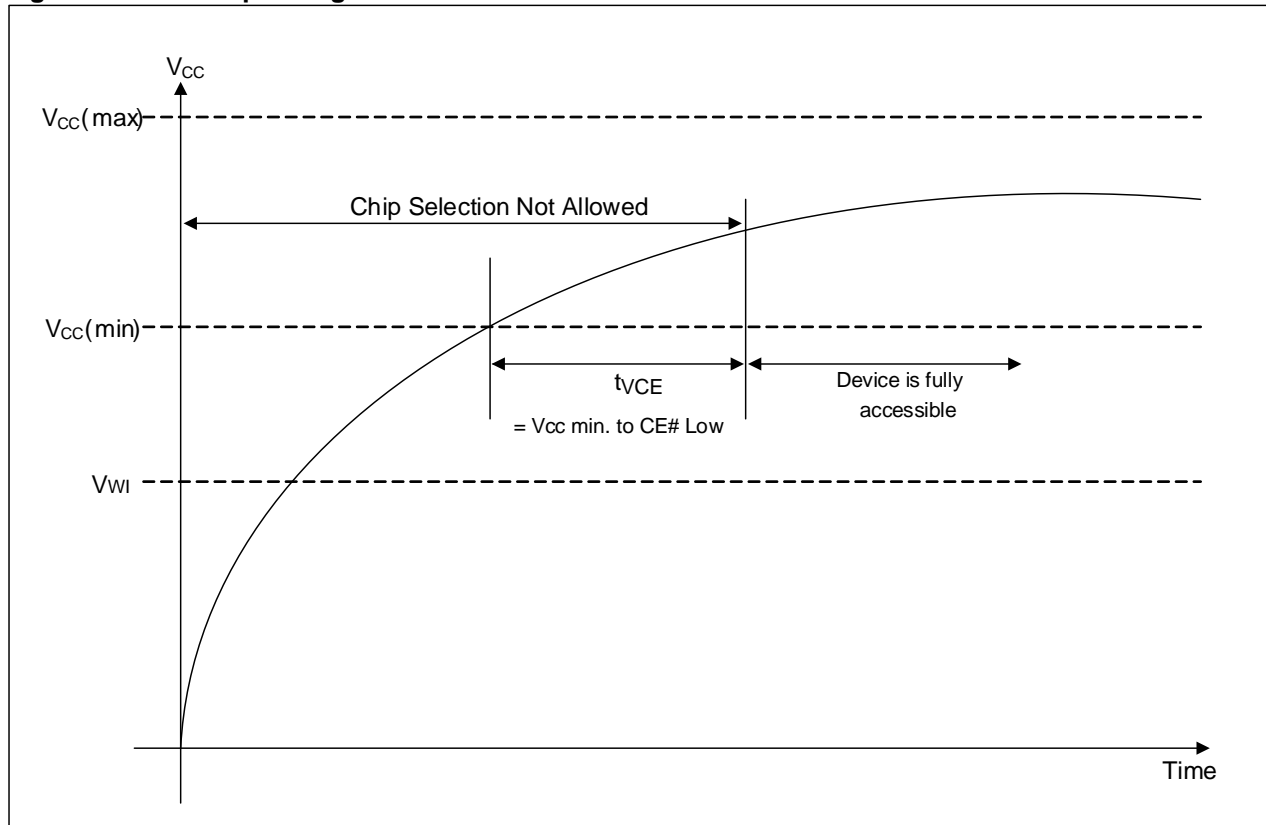 VCC
VCC(max)
Chip Selection Not Allowed
VCC(min)
tVCE
= Vcc min. to CE# Low
Device is fully
accessible
VWI
Time